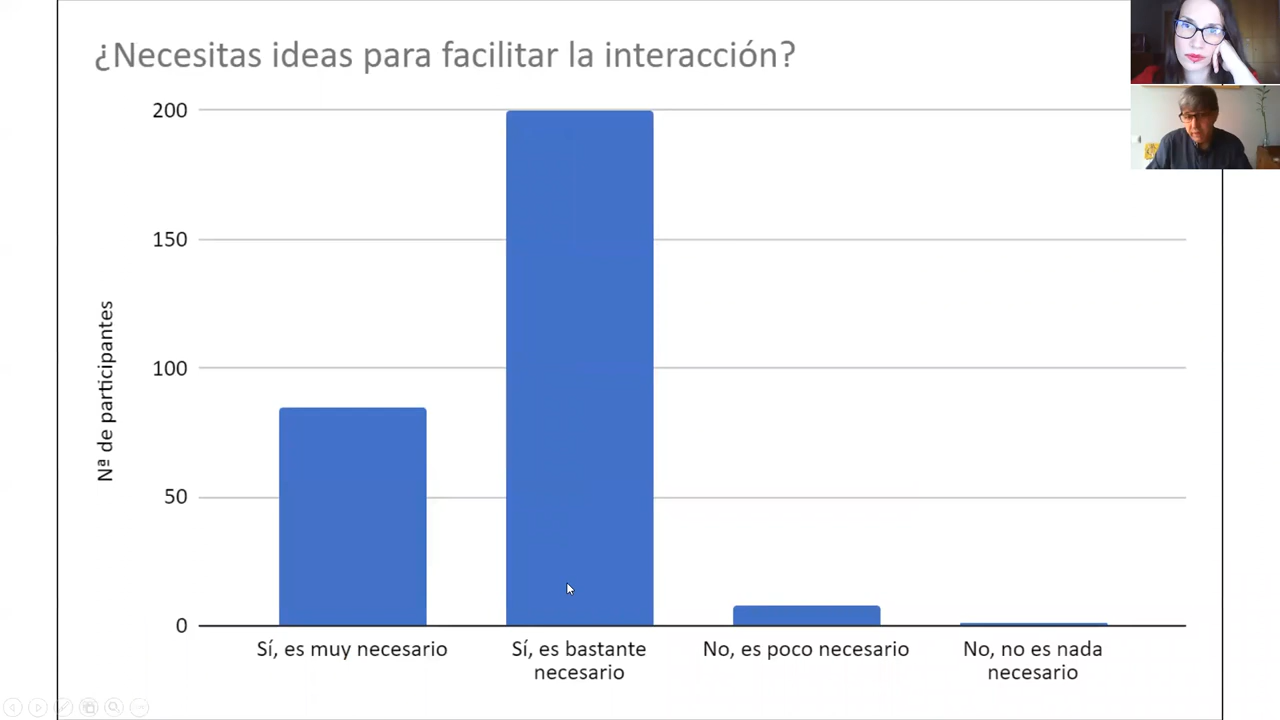 ¿Necesitas ideas para facilitar la interacción?
200
150
100
50
0
Nª de participantes
Sí, es muy necesario
Sí, es bastante
necesario
No, es poco necesario
No, no es nada
necesario